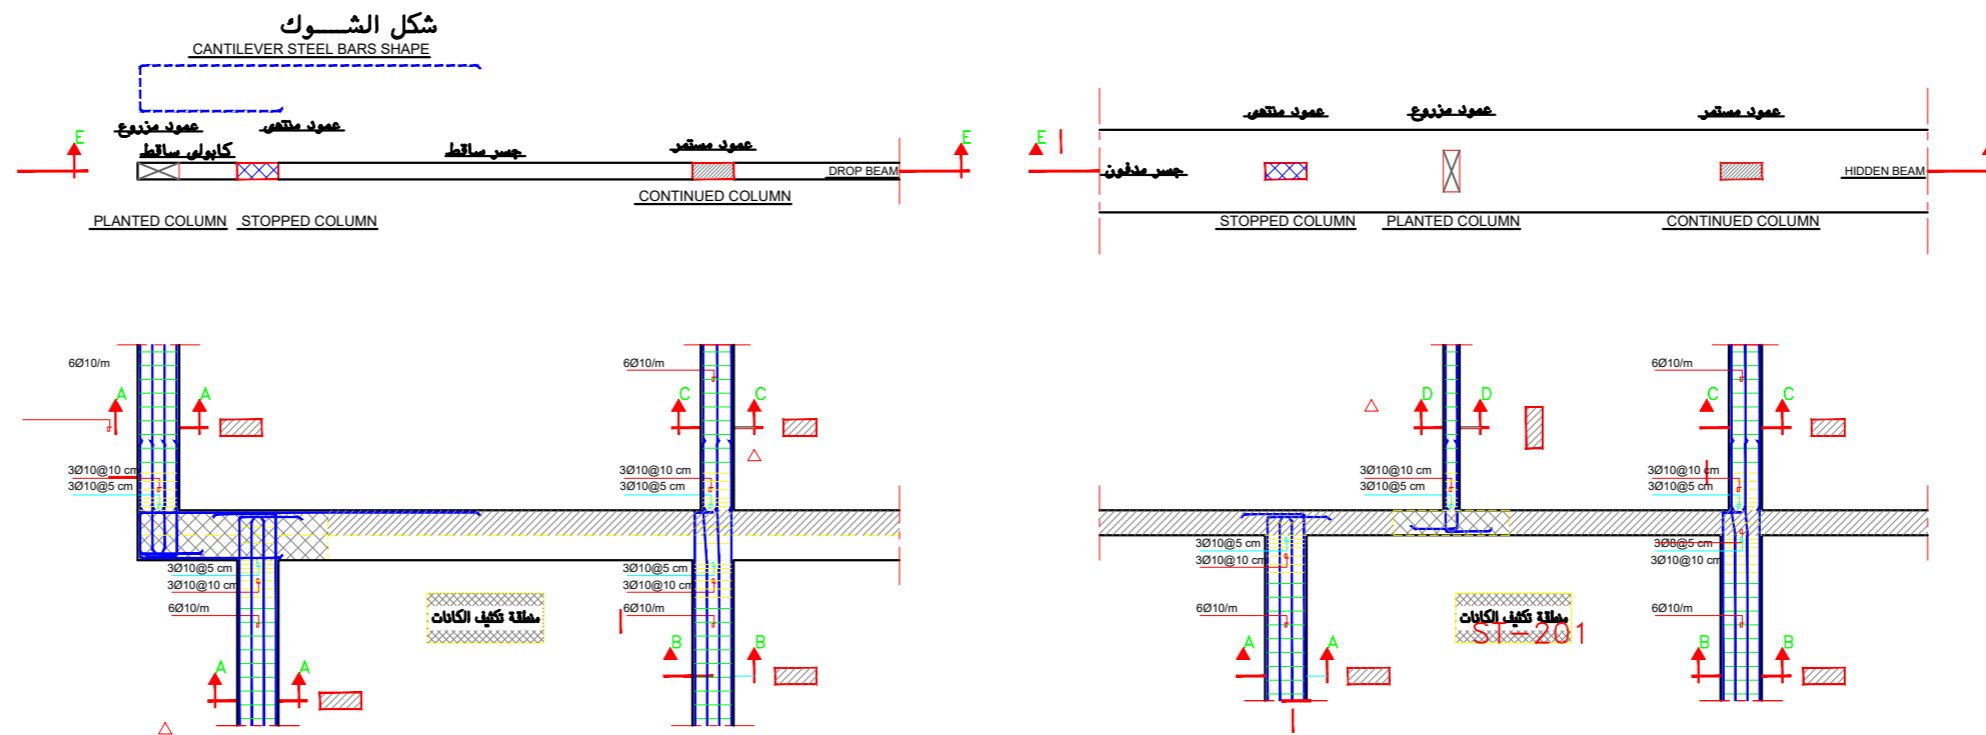 شكل الشـــوك
CANTILEVER STEEL BARS SHAPE
عمود مزروع
عمود منتهي
كابولي ساقط
جسر ساقط
عمود مستمر
E
E
DROP BEAM
CONTINUED COLUMN
PLANTED COLUMN
STOPPED COLUMN
عمود منتهي
عمود مزروع
عمود مستمر
E
جسر مدفون
HIDDEN BEAM
STOPPED COLUMN
PLANTED COLUMN
CONTINUED COLUMN
6Ø10/m
A
A
3Ø10@10 cm
3Ø10@5 cm
6Ø10/m
C
C
3Ø10@10 cm
3Ø10@5 cm
3Ø10@5 cm
3Ø10@10 cm
6Ø10/m
A
A
منطقة تكثيف الكانات
3Ø10@5 cm
3Ø10@10 cm
6Ø10/m
B
B
D
D
3Ø10@10 cm
3Ø10@5 cm
6Ø10/m
C
C
3Ø10@10 cm
3Ø10@5 cm
3Ø10@5 cm
3Ø10@10 cm
6Ø10/m
A
A
منطقة تكثيف الكانات
ST-201
3Ø8@5 cm
3Ø10@10 cm
6Ø10/m
B
B